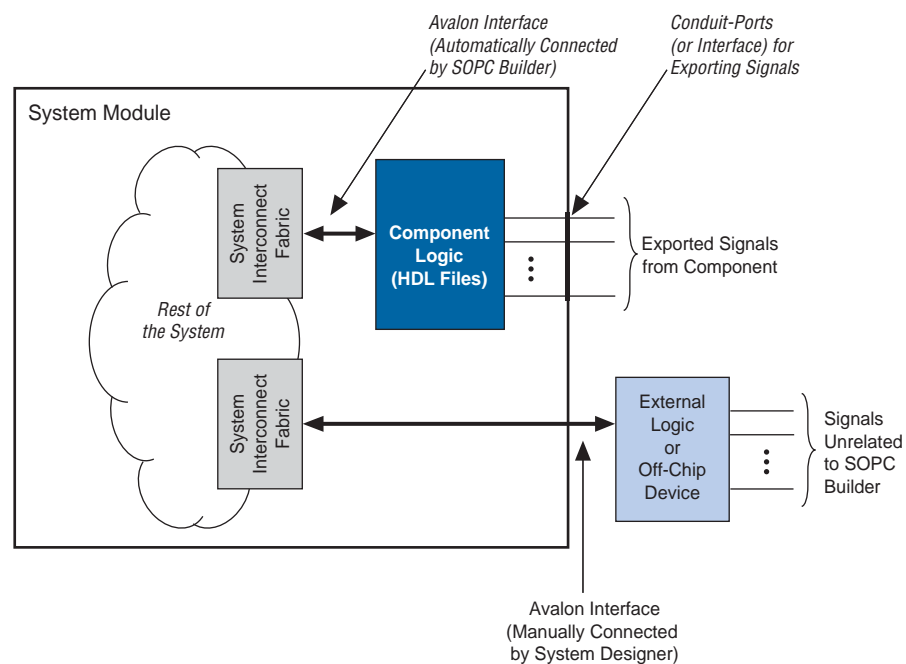 Avalon Interface
(Automatically Connected
by SOPC Builder)
Conduit-Ports
(or Interface) for
Exporting Signals
System Module
System
Interconnect
Fabric
Component
Logic
(HDL Files)
Exported Signals
from Component
Rest of
the System
System
Interconnect
Fabric
External
Logic
or
Off-Chip
Device
Signals
Unrelated
to SOPC
Builder
Avalon Interface
(Manually Connected
by System Designer)